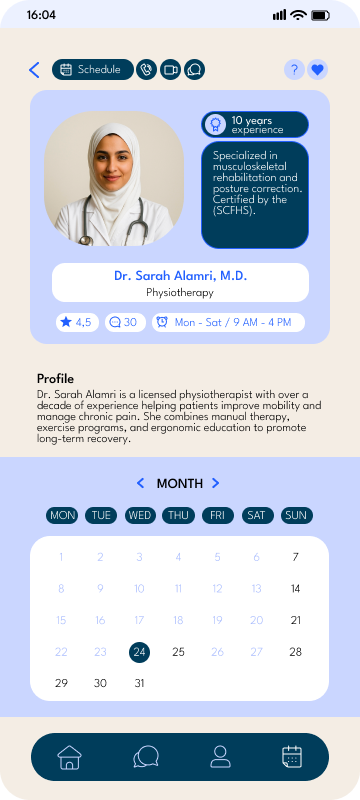 16:04
Schedule
?
10 years
experience
Specialized in
musculoskeletal
rehabilitation and
posture correction.
Certified by the
(SCFHS).
Dr. Sarah Alamri, M.D.
Physiotherapy
4,5
30
Mon - Sat / 9 AM - 4 PM
Profile
Dr. Sarah Alamri is a licensed physiotherapist with over a
decade of experience helping patients improve mobility and
manage chronic pain. She combines manual therapy,
exercise programs, and ergonomic education to promote
long-term recovery.
MONTH
MON TUE WED THU FRI SAT SUN
1 2 3 4 5 6 7
8 9 10 11 12 13 14
15 16 17 18 19 20 21
22 23 24 25 26 27 28
29 30 31